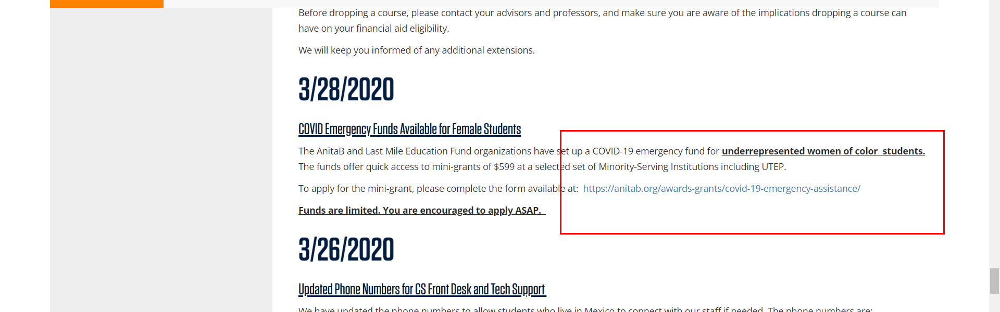 Before dropping a course, please contact your advisors and professors, and make sure you are aware of the implications dropping a course can
have on your financial aid eligibility.
We will keep you informed of any additional extensions.
3/28/2020
COVID Emergency Funds Available for Female Students
The AnitaB and Last Mile Education Fund organizations have set up a COVID-19 emergency fund for underrepresented women of color  students.
The funds offer quick access to mini-grants of $599 at a selected set of Minority-Serving Institutions including UTEP.
To apply for the mini-grant, please complete the form available at:  https://anitab.org/awards-grants/covid-19-emergency-assistance/
Funds are limited. You are encouraged to apply ASAP.
3/26/2020
Updated Phone Numbers for CS Front Desk and Tech Support
We have updated the phone numbers to allow students who live in Mexico to connect with our staff if needed. The phone numbers are: